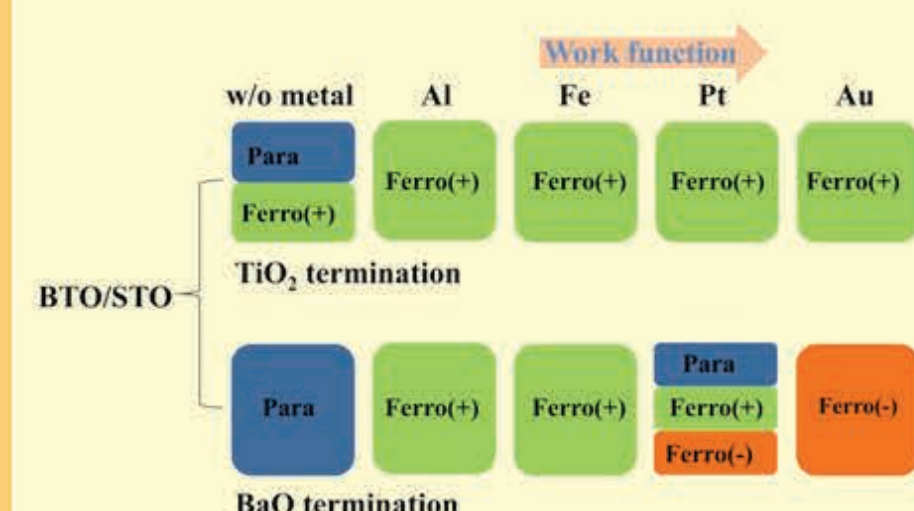 Work function
w/o metal Al Fe Pt Au
Para
Ferro(+) Ferro(+) Ferro(+) Ferro(+)
Ferro(+)
TiO₂ termination
BTO/STO
Para
Para Ferro(+) Ferro(+) Ferro(+) Ferro(-)
Ferro(-)
BaO termination